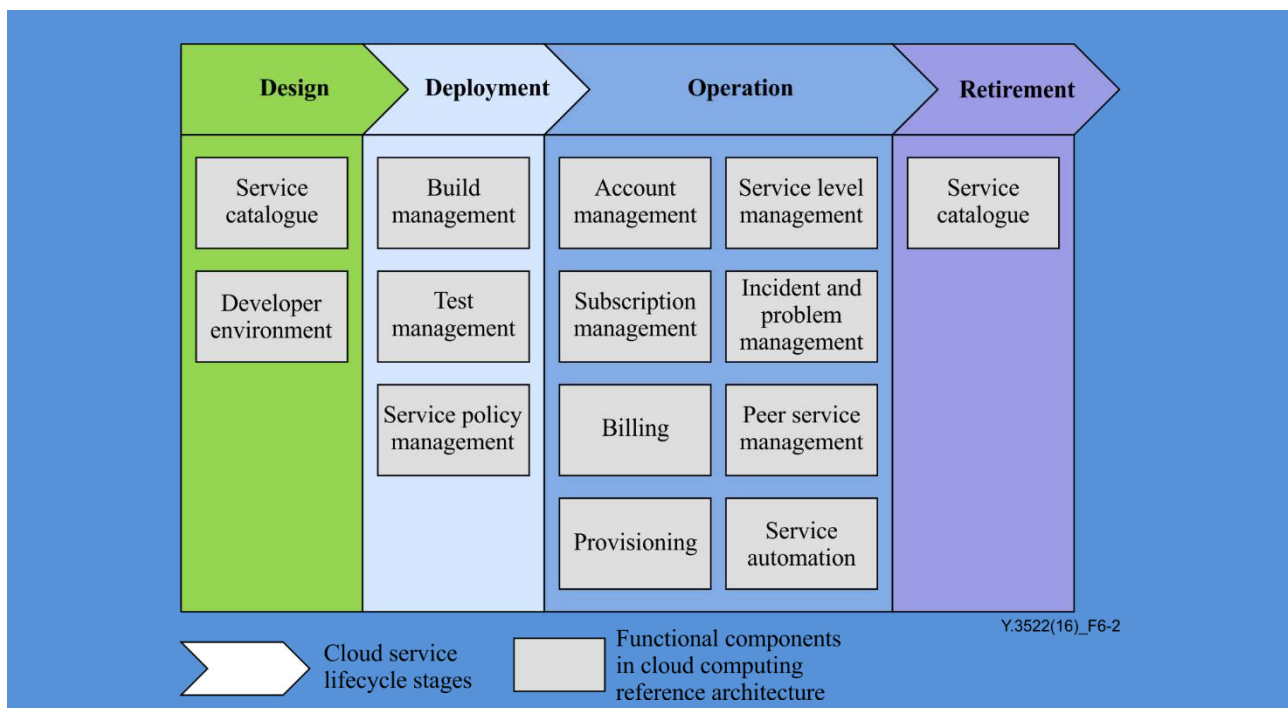 Design
Deployment
Operation
Retirement
Service
catalogue
Developer
environment
Build
management
Test
management
Service policy
management
Account
management
Subscription
management
Billing
Provisioning
Service level
management
Incident and
problem
management
Peer service
management
Service
automation
Service
catalogue
Y.3522(16)_F6-2
Cloud service
lifecycle stages
Functional components
in cloud computing
reference architecture